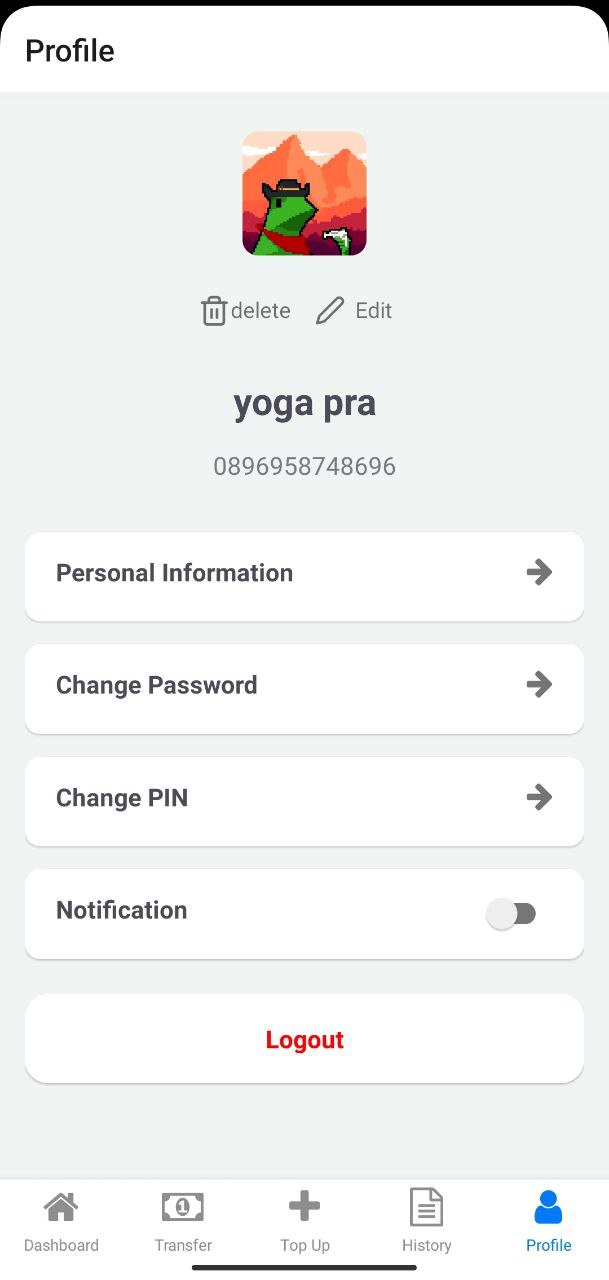 Profile
delete Edit
yoga pra
0896958748696
Personal Information
Change Password
Change PIN
Notification
Logout
Dashboard Transfer Top Up History Profile